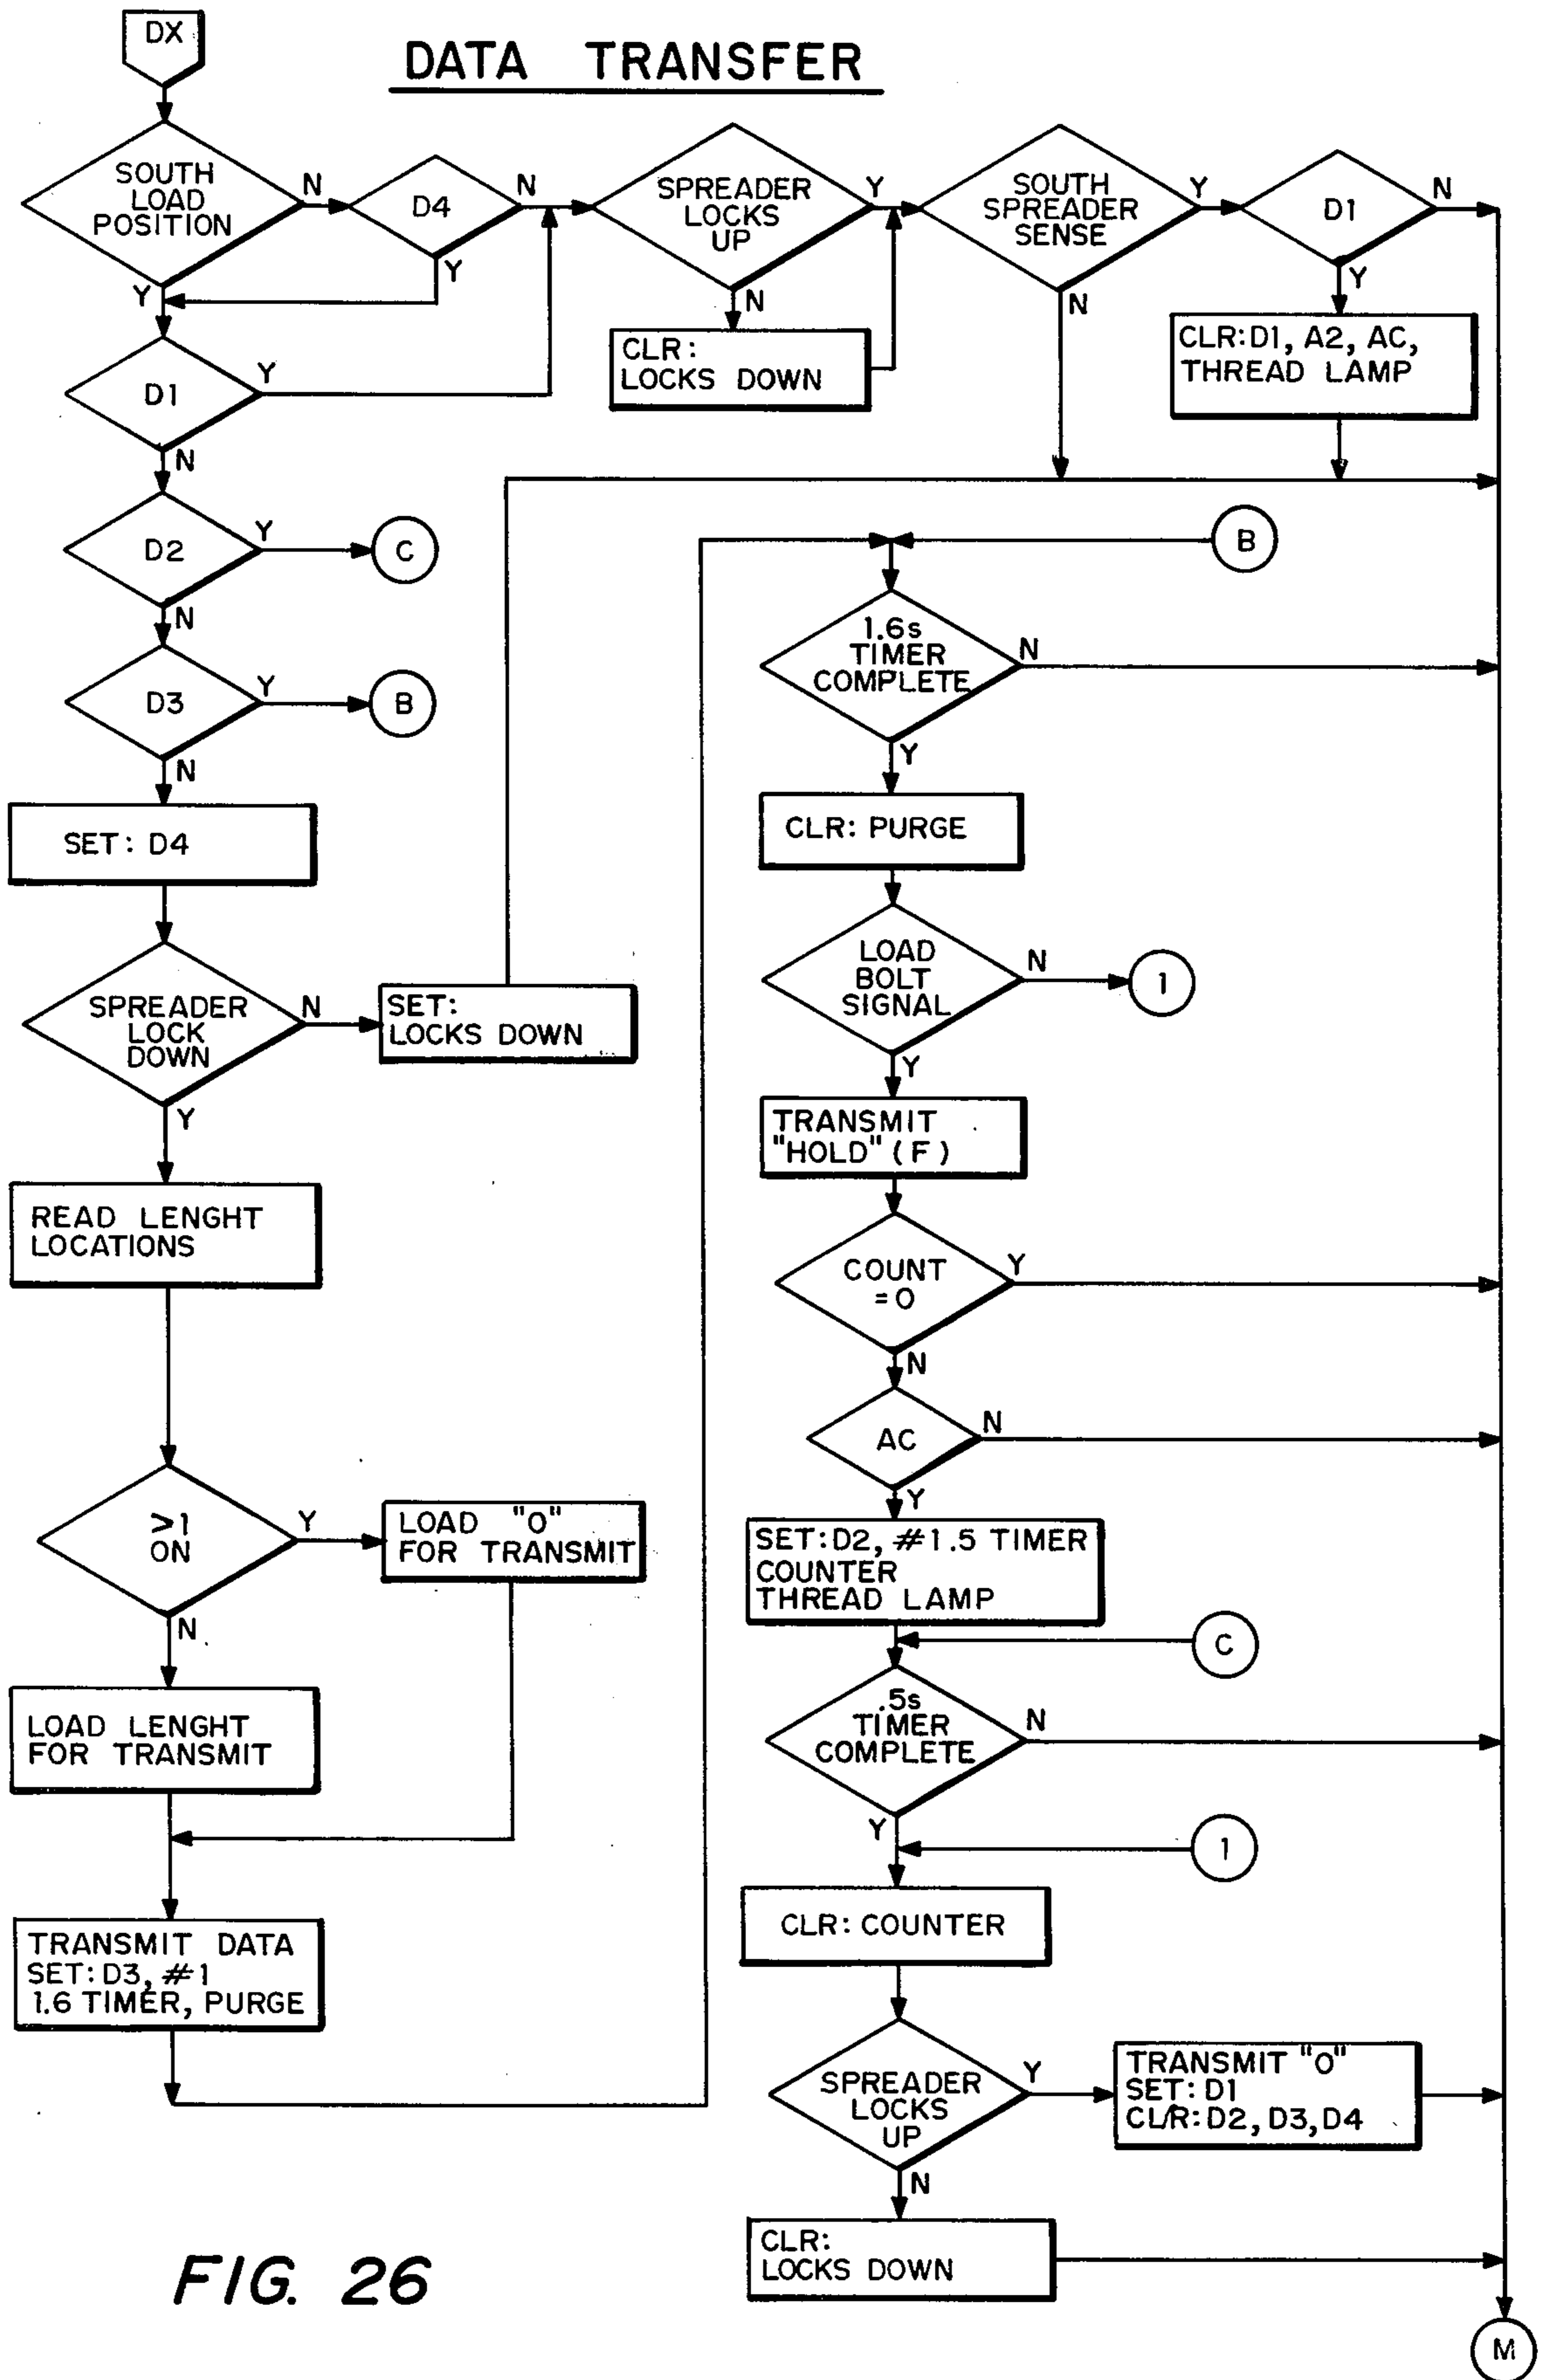 DX
DATA TRANSFER
SOUTH
LOAD
POSITION
N
Y
D4
N
Y
SPREADER
LOCKS
UP
Y
N
CLR:
LOCKS DOWN
SOUTH
SPREADER
SENSE
Y
N
D1
N
Y
CLR:D1, A2, AC,
THREAD LAMP
D1
Y
N
D2
Y
C
N
D3
Y
B
N
SET: D4
SPREADER
LOCK
DOWN
N
SET:
LOCKS DOWN
Y
READ LENGHT
LOCATIONS
>1
ON
Y
LOAD "0"
FOR TRANSMIT
N
LOAD LENGHT
FOR TRANSMIT
TRANSMIT DATA
SET:D3, #1
1.6 TIMER, PURGE
B
1.6s
TIMER
COMPLETE
N
Y
CLR: PURGE
LOAD
BOLT
SIGNAL
N
1
Y
TRANSMIT
"HOLD" (F)
COUNT
=0
Y
N
AC
N
Y
SET:D2, #1.5 TIMER
COUNTER
THREAD LAMP
C
.5s
TIMER
COMPLETE
N
Y
1
CLR: COUNTER
SPREADER
LOCKS
UP
Y
TRANSMIT "0"
SET: D1
CLR:D2, D3,D4
N
CLR:
LOCKS DOWN
M
FIG. 26